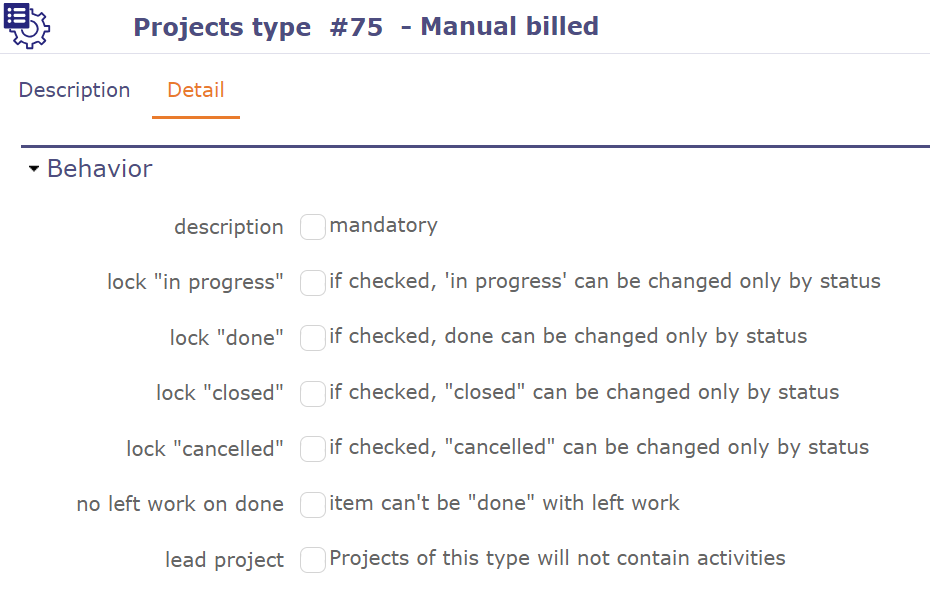 Projects type #75 - Manual billed
Description Detail
Behavior
description mandatory
lock "in progress" if checked, 'in progress' can be changed only by status
lock "done" if checked, done can be changed only by status
lock "closed" if checked, "closed" can be changed only by status
lock "cancelled" if checked, "cancelled" can be changed only by status
no left work on done item can't be "done" with left work
lead project Projects of this type will not contain activities